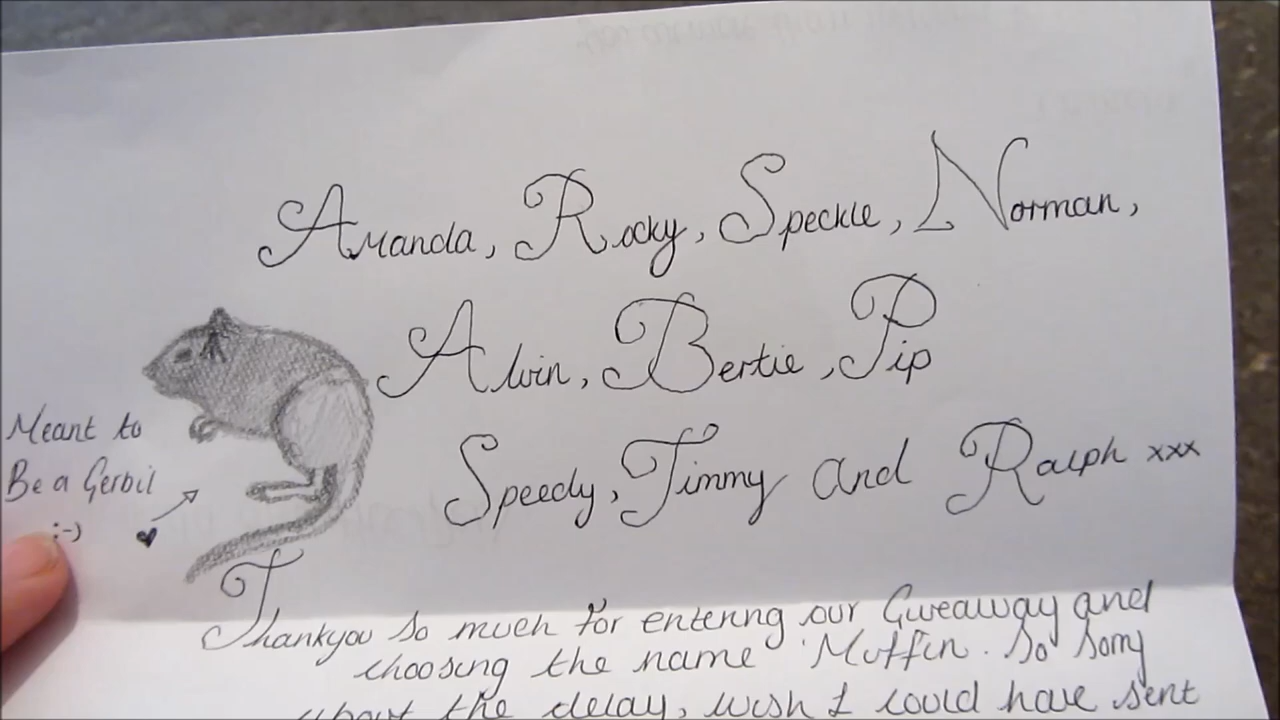 Amanda, Rocky, Speckle, Norman,
Alvin, Bertie, Pip
Speedy, Timmy and Ralph xxx
Meant to
Be a Gerbil
:-)
Thankyou so much for entering our Giveaway and
choosing the name 'Muffin. So sorry
about the delay, wish I could have sent